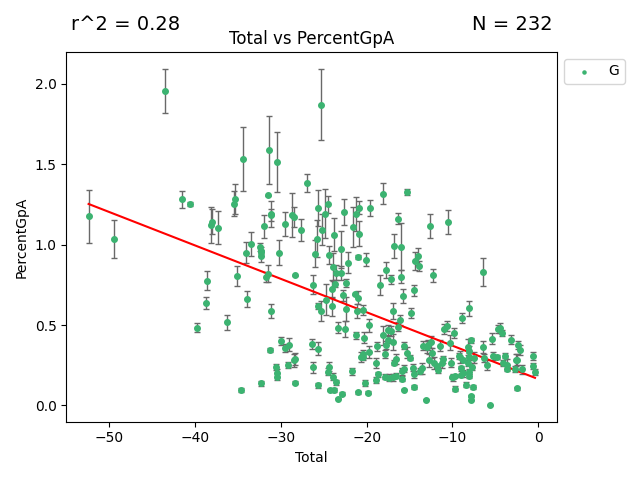 r^2 = 0.28 N = 232
Total vs PercentGpA
G
2.0
1.5
1.0
0.5
0.0
PercentGpA
−50 −40 −30 −20 −10 0
Total